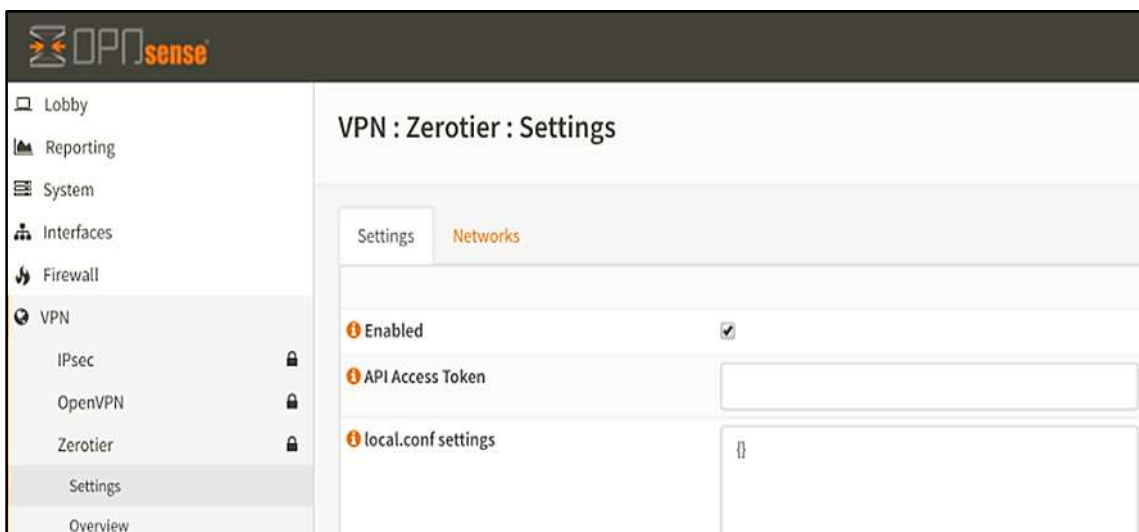 OPNsense
Lobby
Reporting
System
Interfaces
Firewall
VPN
IPsec
OpenVPN
Zerotier
Settings
Overview
VPN : Zerotier : Settings
Settings Networks
Enabled
API Access Token
local.conf settings
{}